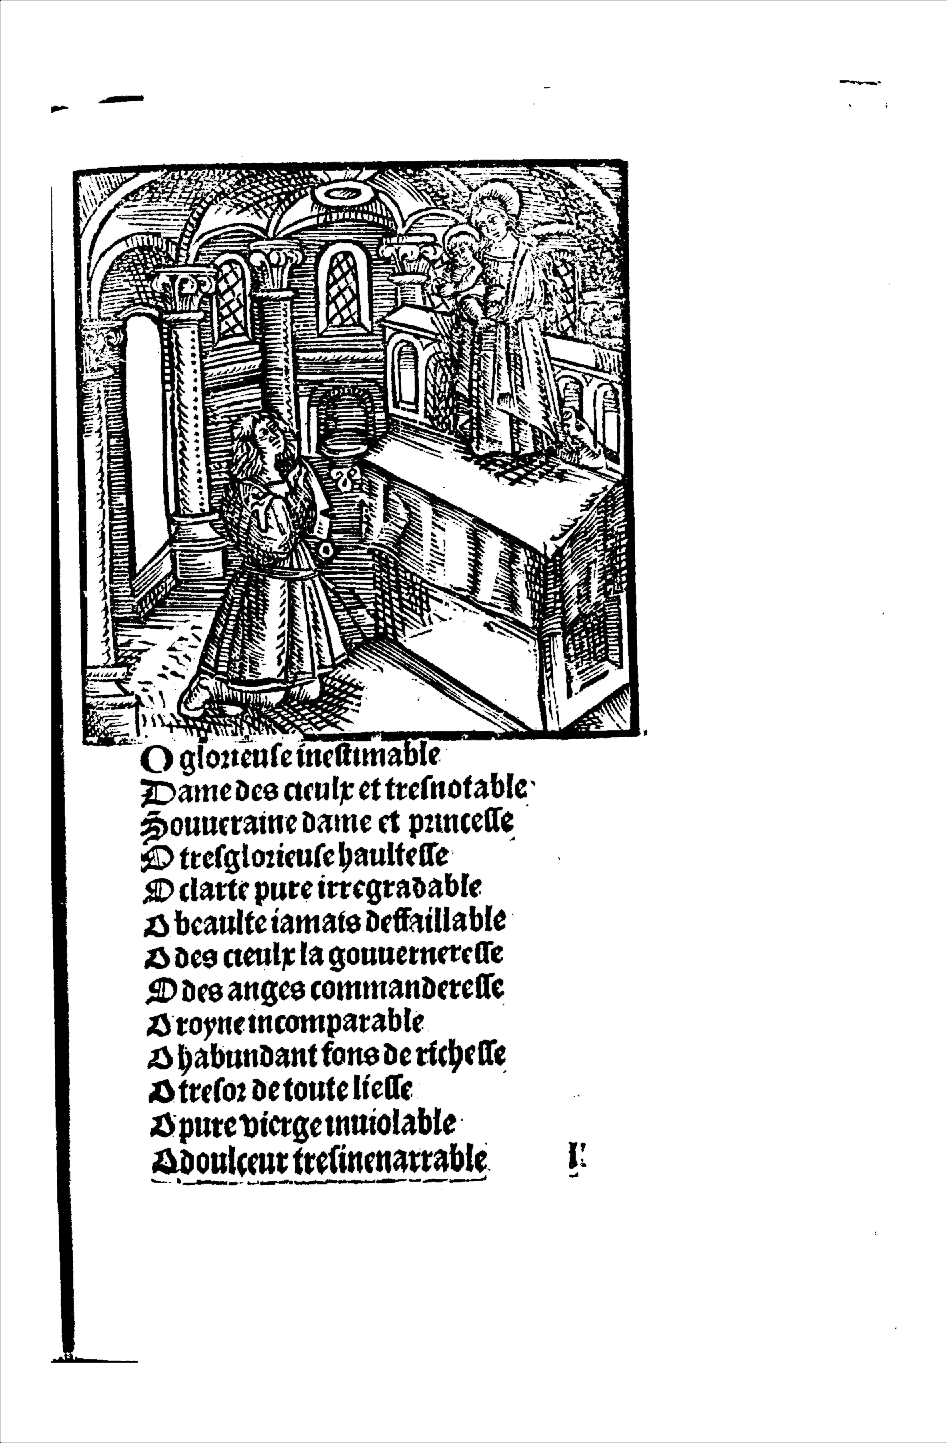 O glorieuse inestimable
Dame des cieulx et tresnotable
Souueraine dame et princesse
O tresglorieuse haultesse
O clarte pure irregradable
O beaulte iamais deffaillable
O des cieulx la gouuerneresse
O des anges commanderesse
O royne incomparable
O habundant fons de richesse
O tresor de toute liesse
O pure vierge inuiolable
O doulceur tresinenarrable